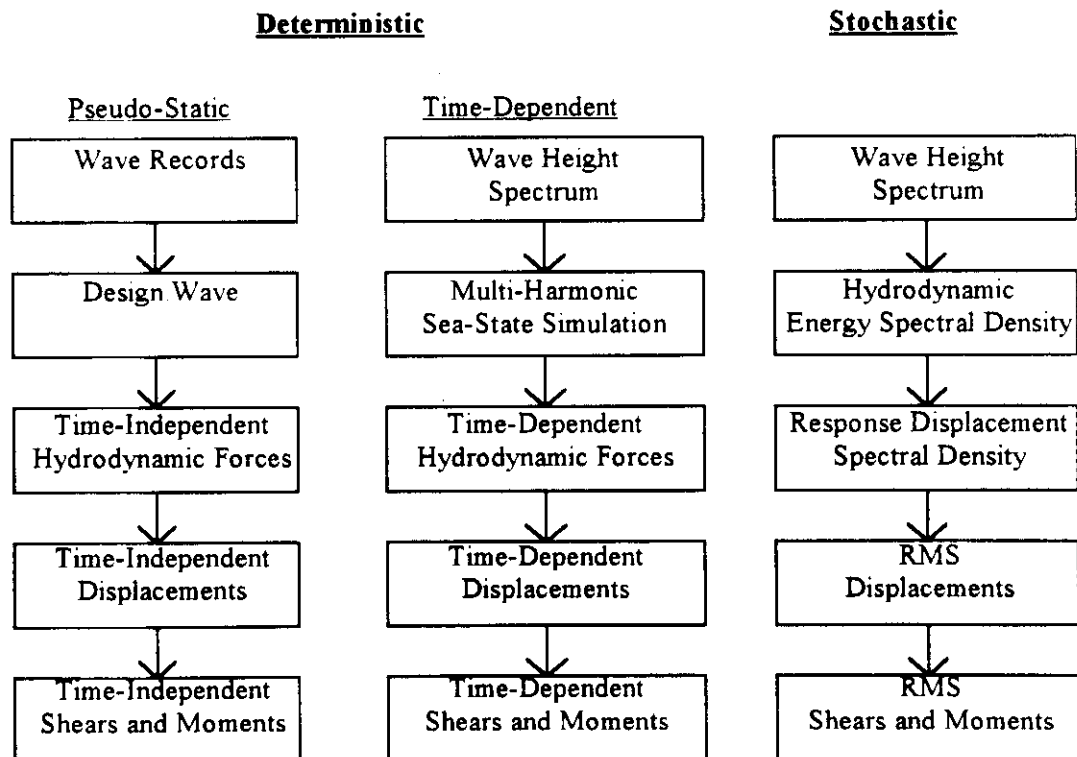 Deterministic
Stochastic
Pseudo-Static
Time-Dependent
Wave Records
Wave Height
Spectrum
Wave Height
Spectrum
Design Wave
Multi-Harmonic
Sea-State Simulation
Hydrodynamic
Energy Spectral Density
Time-Independent
Hydrodynamic Forces
Time-Dependent
Hydrodynamic Forces
Response Displacement
Spectral Density
Time-Independent
Displacements
Time-Dependent
Displacements
RMS
Displacements
Time-Independent
Shears and Moments
Time-Dependent
Shears and Moments
RMS
Shears and Moments